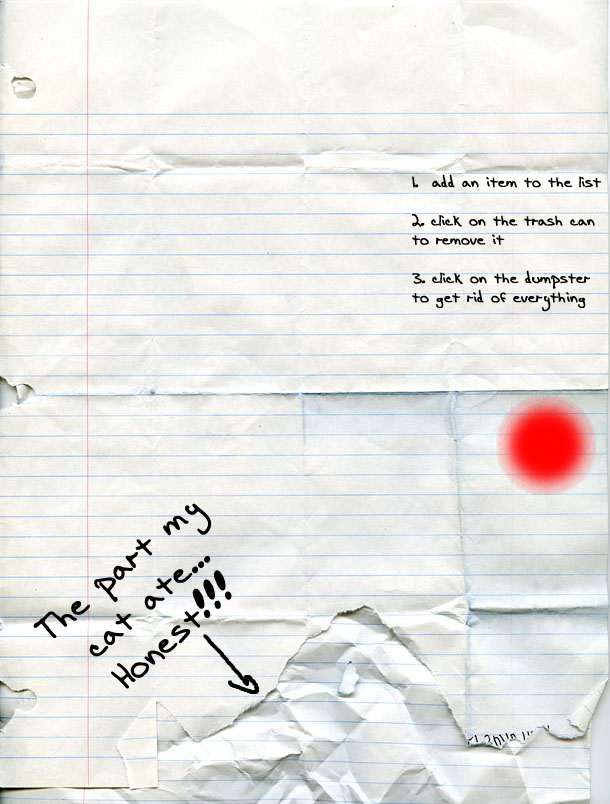 1. add an item to the list
2. click on the trash can
to remove it
3. click on the dumpster
to get rid of everything
The part my
cat ate...
Honest!!!